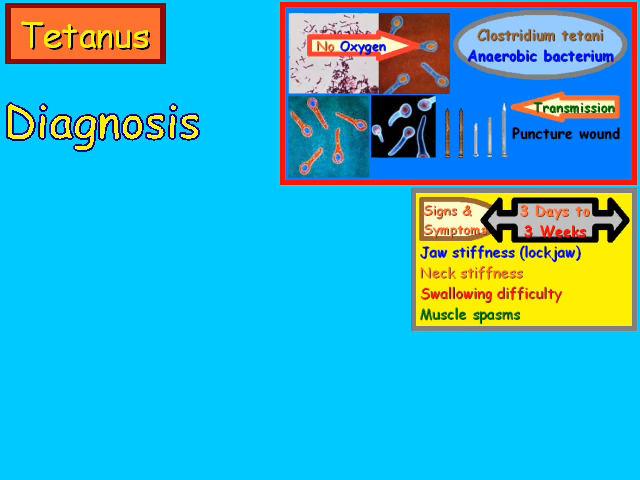 Tetanus
Diagnosis
No Oxygen
Clostridium tetani
Anaerobic bacterium
Transmission
Puncture wound
Signs &
Symptoms
3 Days to
3 Weeks
Jaw stiffness (lockjaw)
Neck stiffness
Swallowing difficulty
Muscle spasms